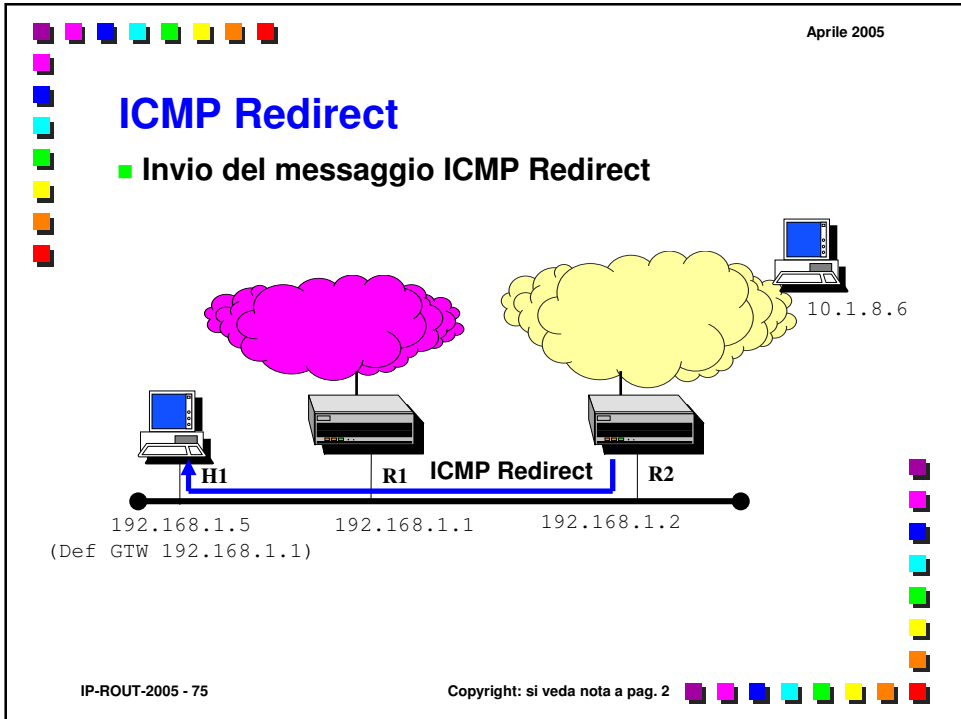 Aprile 2005
ICMP Redirect
Invio del messaggio ICMP Redirect
10.1.8.6
H1
R1
ICMP Redirect
R2
192.168.1.5
192.168.1.1
192.168.1.2
(Def GTW 192.168.1.1)
IP-ROUT-2005 - 75
Copyright: si veda nota a pag. 2